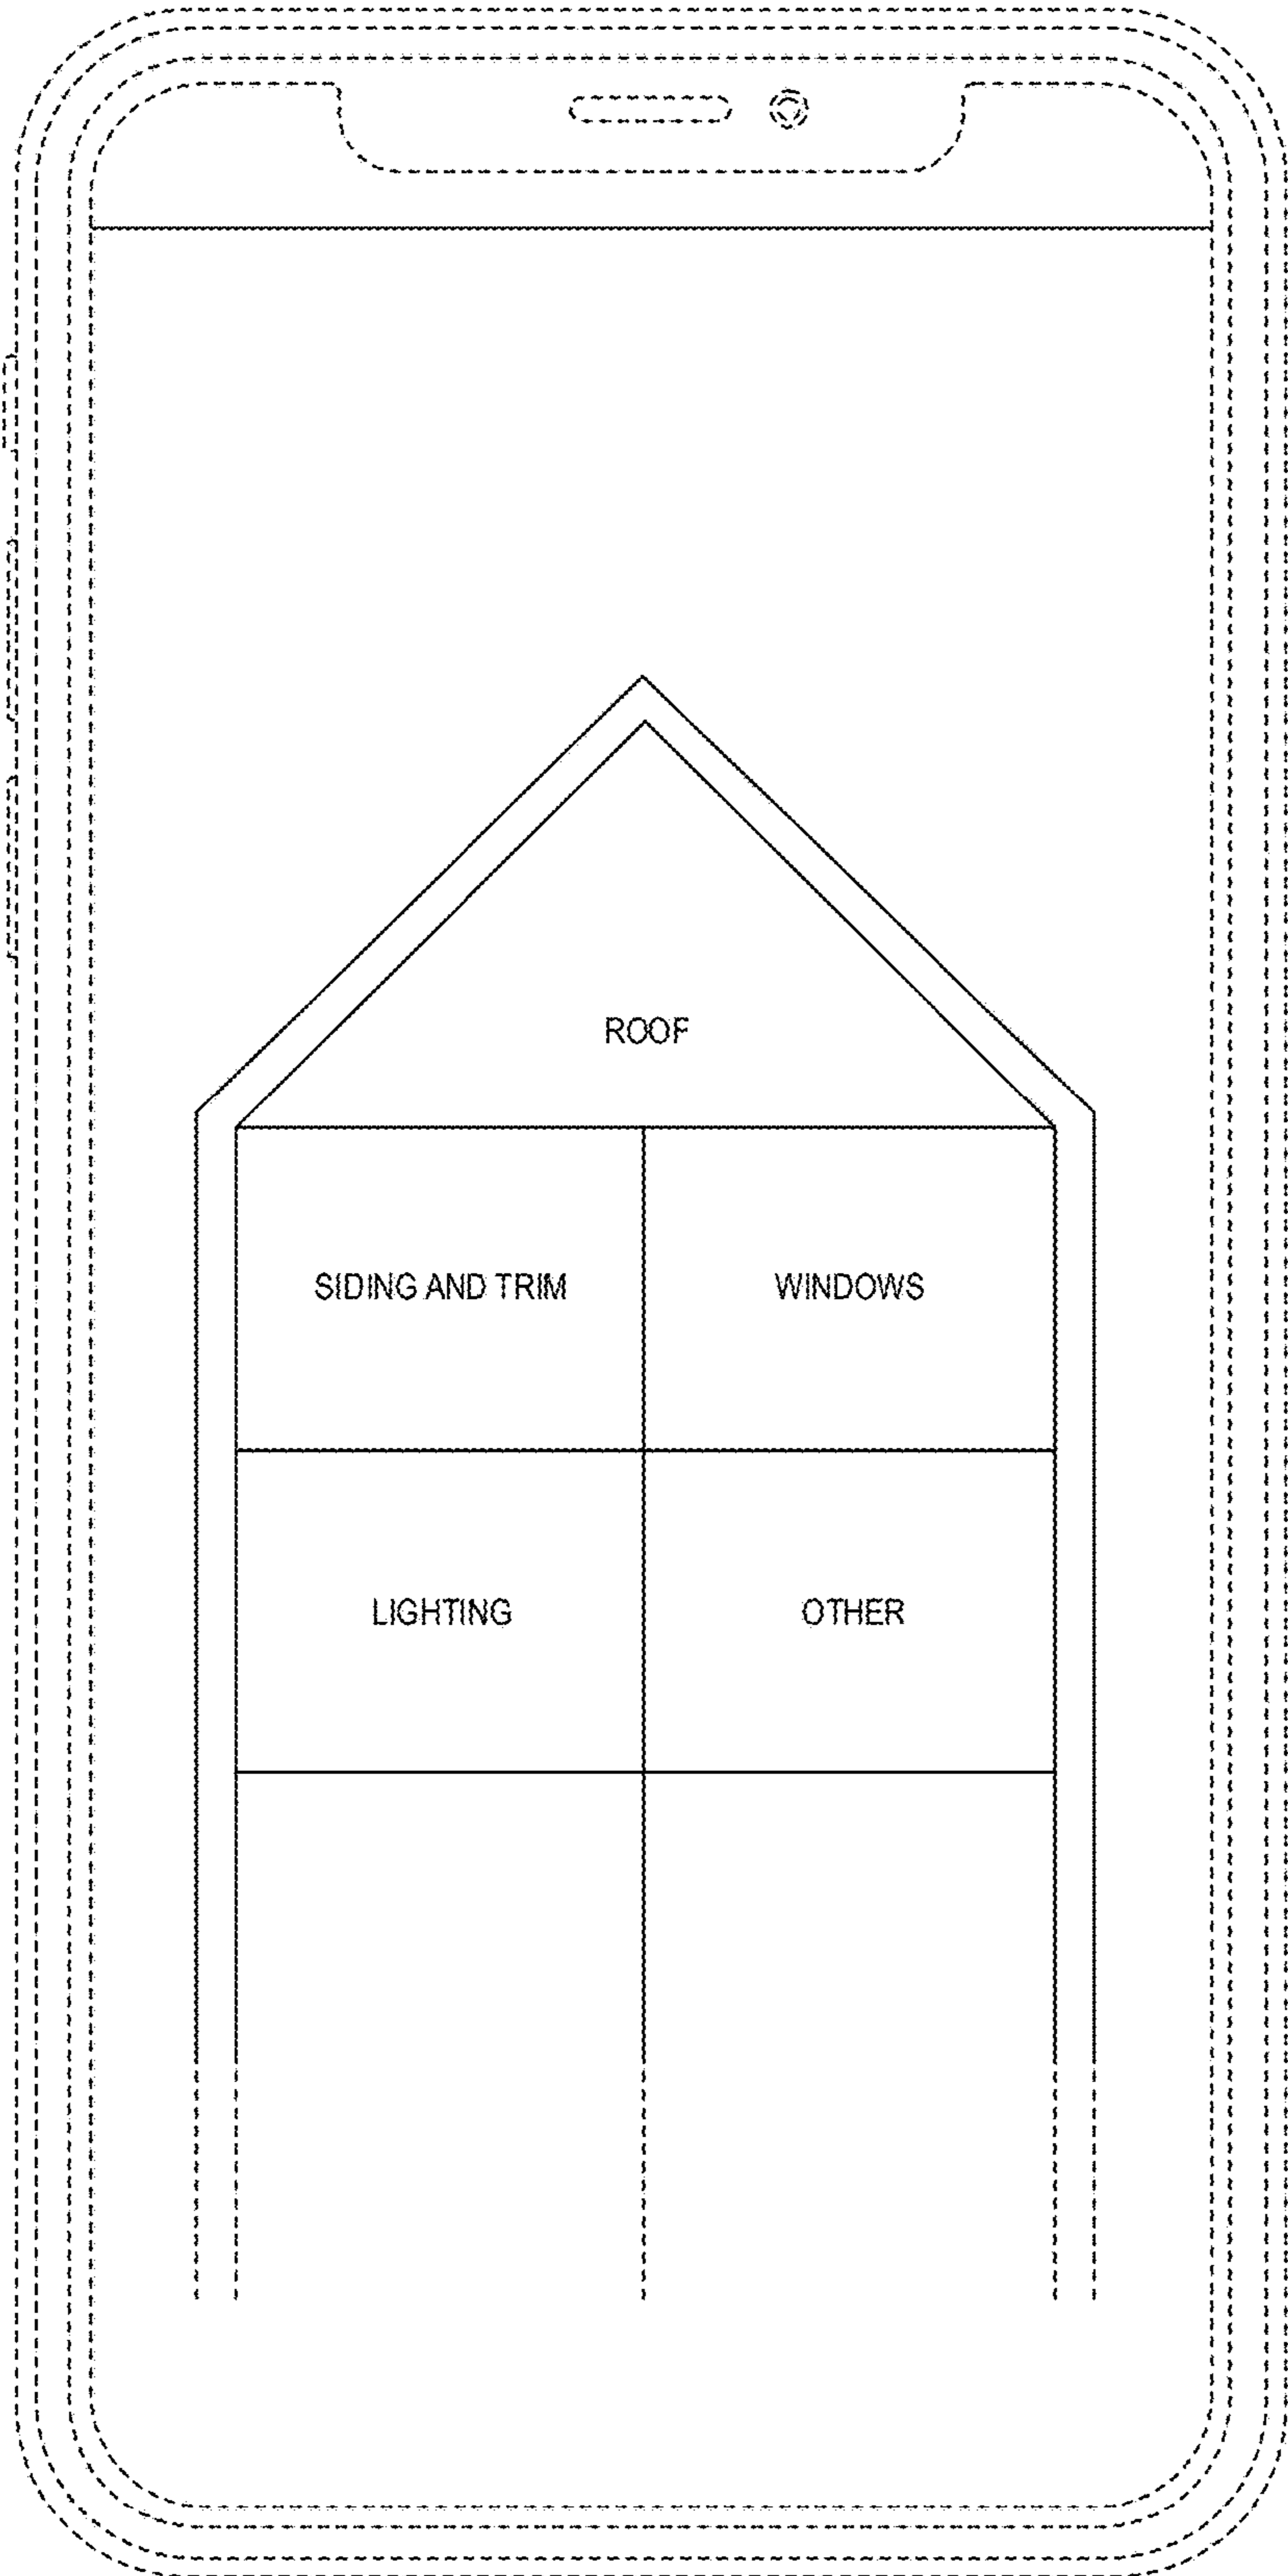 ROOF
SIDING AND TRIM
WINDOWS
LIGHTING
OTHER